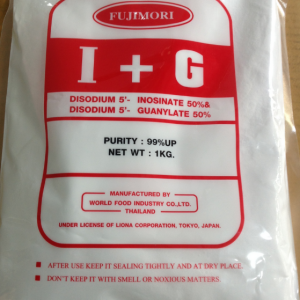 FUJIMORI
I + G
DISODIUM 5'- INOSINATE 50%&
DISODIUM 5'- GUANYLATE 50%
PURITY : 99%UP
NET WT : 1KG.
MANUFACTURED BY
WORLD FOOD INDUSTRY CO.,LTD.
THAILAND
UNDER LICENSE OF LIONA CORPORATION, TOKYO, JAPAN.
■ AFTER USE KEEP IT SEALING TIGHTLY AND AT DRY PLACE.
■ DON'T KEEP IT WITH SMELLS OR NOXIOUS MATTERS.